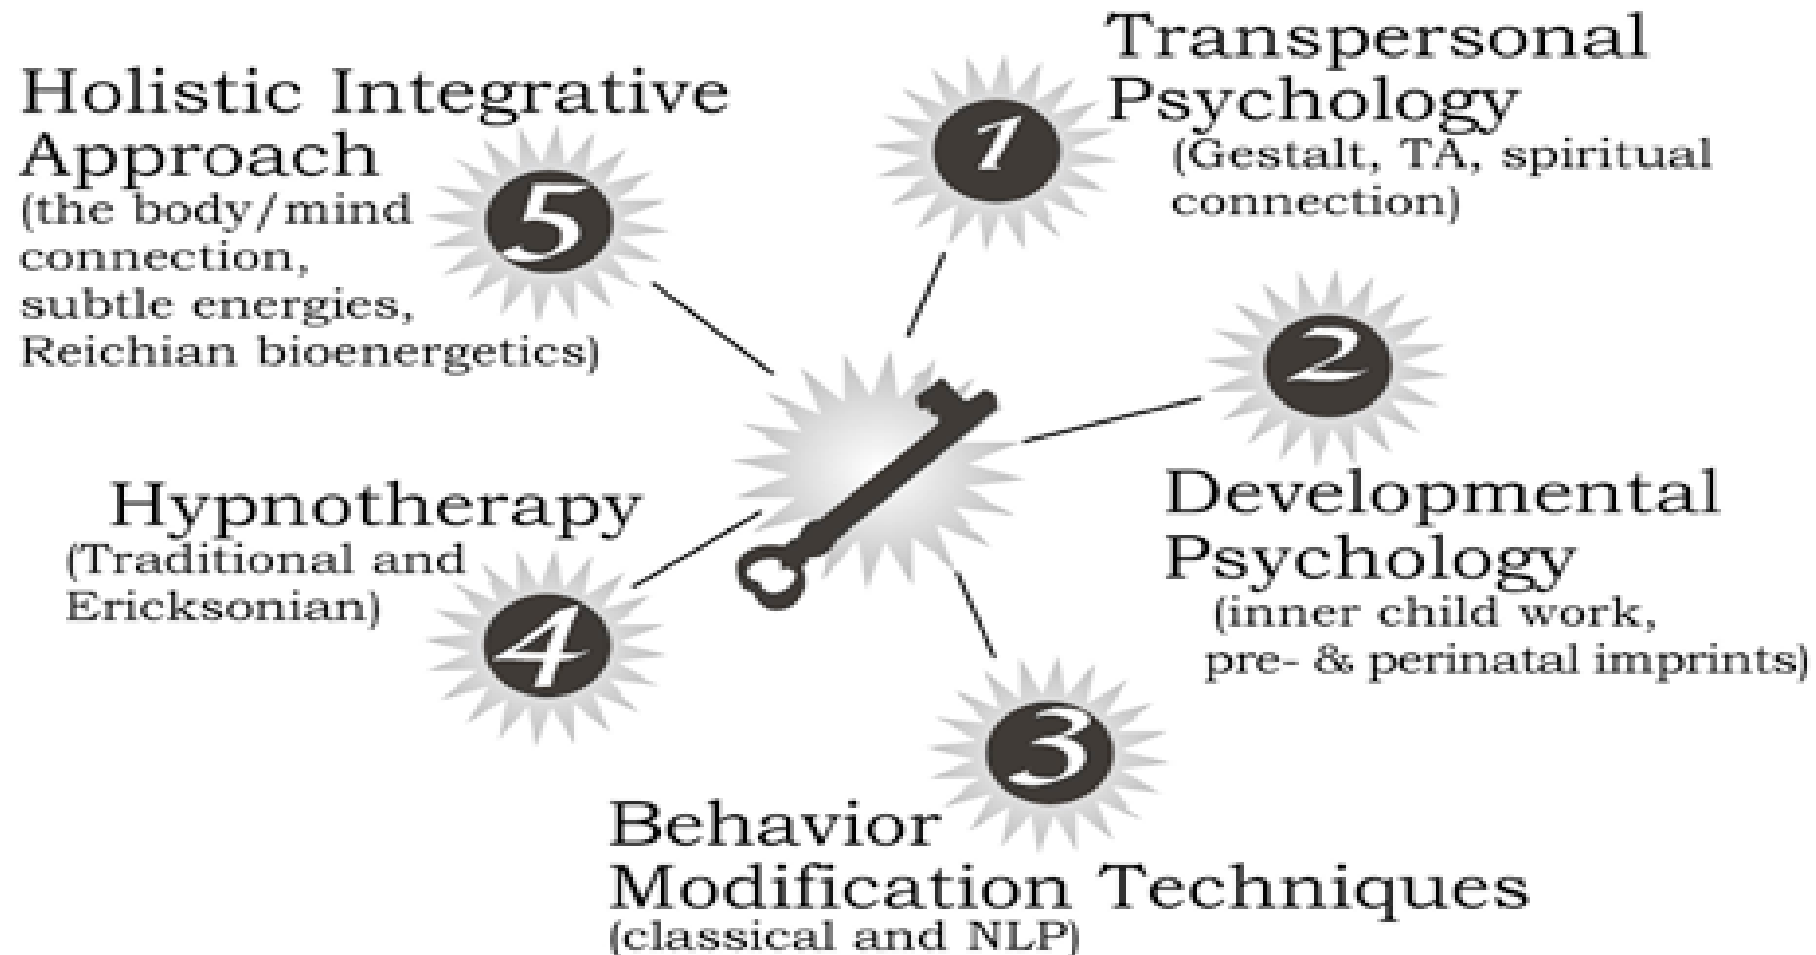 1
Transpersonal
Psychology
(Gestalt, TA, spiritual
connection)
2
Developmental
Psychology
(inner child work,
pre- & perinatal imprints)
3
Behavior
Modification Techniques
(classical and NLP)
4
Hypnotherapy
(Traditional and
Ericksonian)
5
Holistic Integrative
Approach
(the body/mind
connection,
subtle energies,
Reichian bioenergetics)